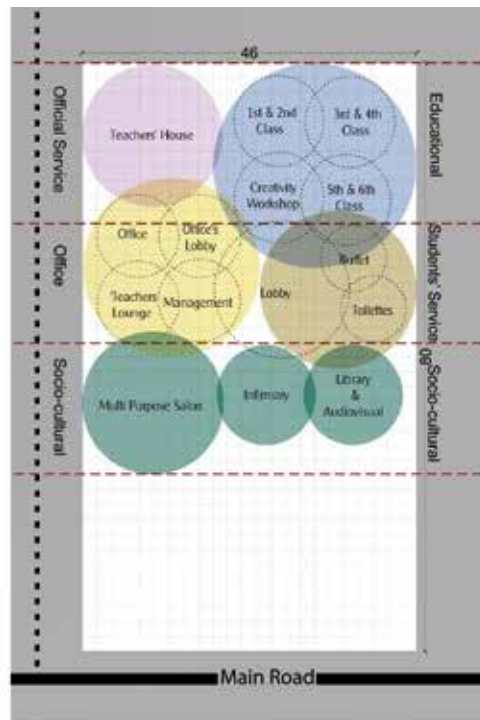 46
Official Service
Educational
Teachers' House
1st & 2nd
Class
3rd & 4th
Class
Creativity
Workshop
5th & 6th
Class
Office
Students' Service
Office
Office's
Lobby
Buffet
Teachers
Lounge
Management
Lobby
Toilettes
Socio-cultural
Socio-cultural
80
Multi Purpose Salon
Infirmary
Library
&
Audiovisual
Main Road